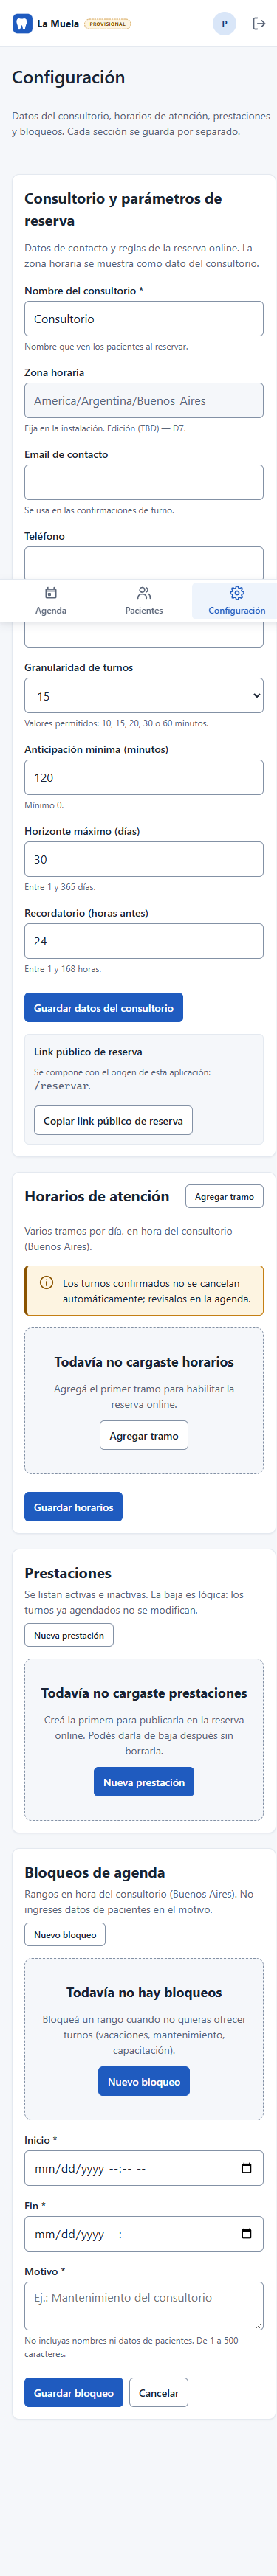 La Muela PROVISIONAL P
Configuración
Datos del consultorio, horarios de atención, prestaciones
y bloqueos. Cada sección se guarda por separado.
Consultorio y parámetros de
reserva
Datos de contacto y reglas de la reserva online. La
zona horaria se muestra como dato del consultorio.
Nombre del consultorio *
Consultorio
Nombre que ven los pacientes al reservar.
Zona horaria
America/Argentina/Buenos_Aires
Fija en la instalación. Edición (TBD) — D7.
Email de contacto
Se usa en las confirmaciones de turno.
Teléfono
Agenda Pacientes Configuración
Granularidad de turnos
15
Valores permitidos: 10, 15, 20, 30 o 60 minutos.
Anticipación mínima (minutos)
120
Mínimo 0.
Horizonte máximo (días)
30
Entre 1 y 365 días.
Recordatorio (horas antes)
24
Entre 1 y 168 horas.
Guardar datos del consultorio
Link público de reserva
Se compone con el origen de esta aplicación:
/reservar.
Copiar link público de reserva
Horarios de atención Agregar tramo
Varios tramos por día, en hora del consultorio
(Buenos Aires).
Los turnos confirmados no se cancelan
automáticamente; revisalos en la agenda.
Todavía no cargaste horarios
Agregá el primer tramo para habilitar la
reserva online.
Agregar tramo
Guardar horarios
Prestaciones
Se listan activas e inactivas. La baja es lógica: los
turnos ya agendados no se modifican.
Nueva prestación
Todavía no cargaste prestaciones
Creá la primera para publicarla en la reserva
online. Podés darla de baja después sin
borrarla.
Nueva prestación
Bloqueos de agenda
Rangos en hora del consultorio (Buenos Aires). No
ingreses datos de pacientes en el motivo.
Nuevo bloqueo
Todavía no hay bloqueos
Bloqueá un rango cuando no quieras ofrecer
turnos (vacaciones, mantenimiento,
capacitación).
Nuevo bloqueo
Inicio *
mm/dd/yyyy --:-- --
Fin *
mm/dd/yyyy --:-- --
Motivo *
Ej.: Mantenimiento del consultorio
No incluyas nombres ni datos de pacientes. De 1 a 500
caracteres.
Guardar bloqueo Cancelar